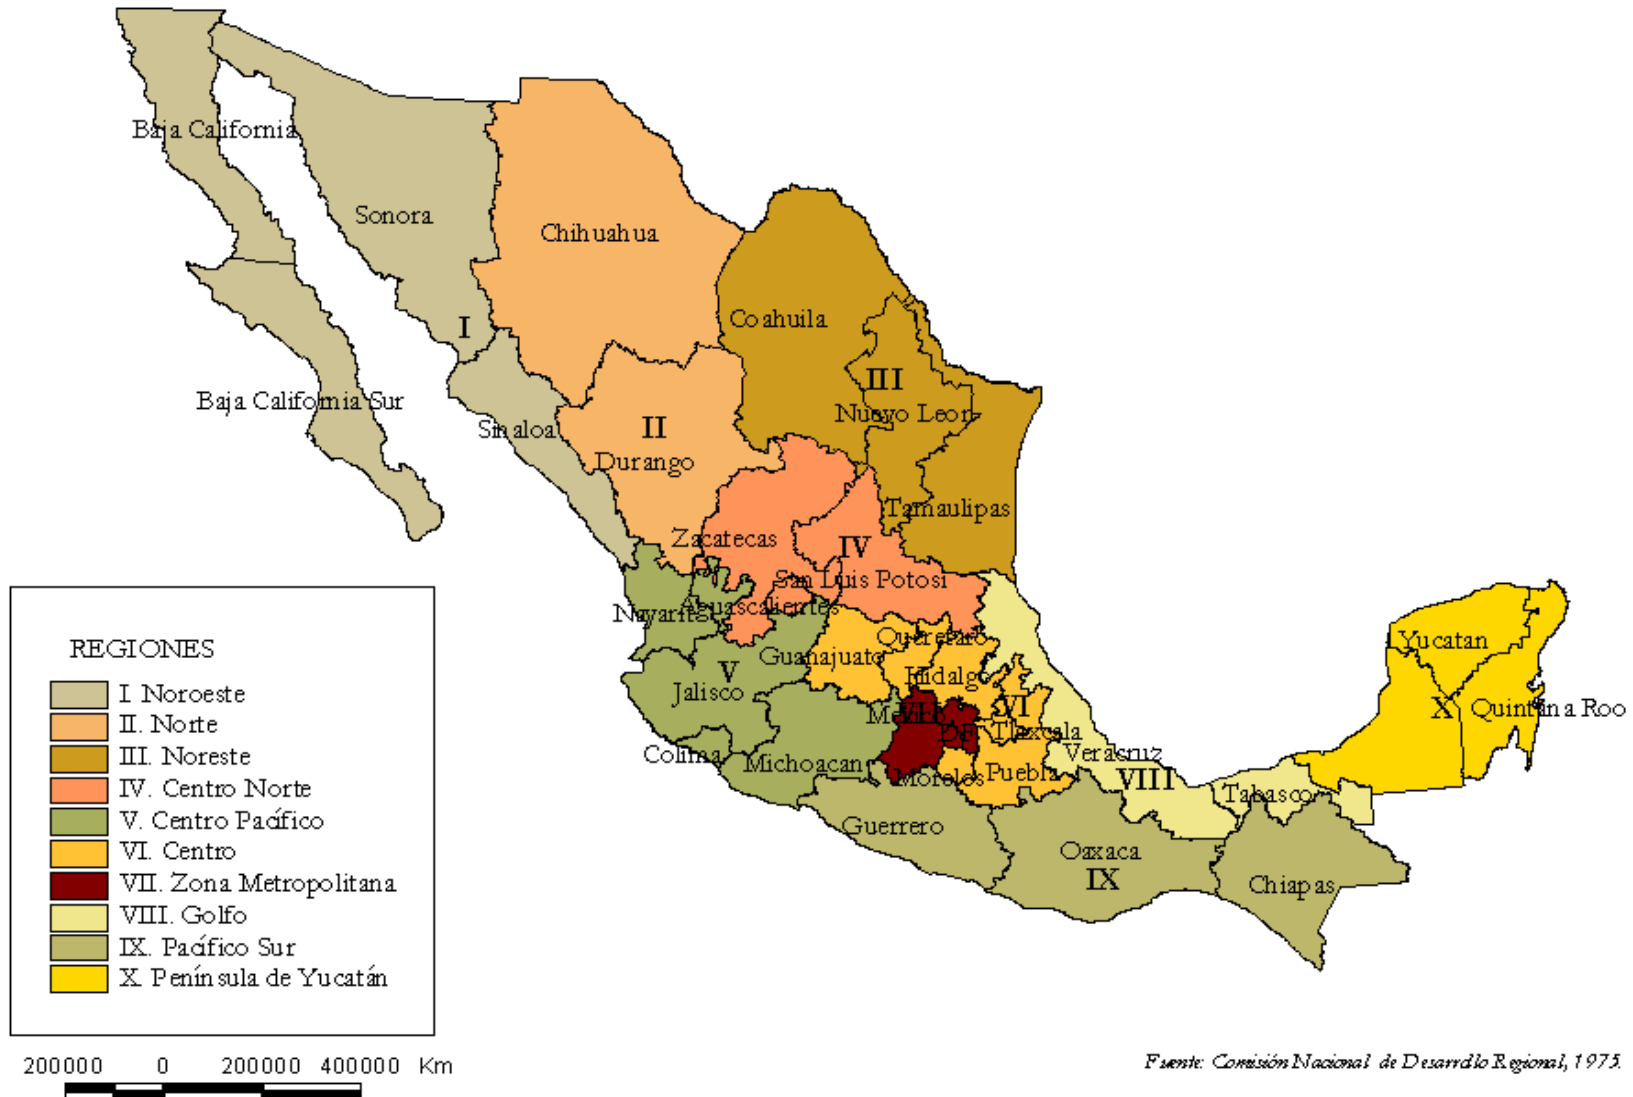 Baja California
Sonora
Chihuahua
Coahuila
I
III
Baja California Sur
Sinaloa
II
Nuevo Leon
Durango
Tamaulipas
Zacatecas
IV
San Luis Potosi
Aguascalientes
Nayarit
Queretaro
Yucatan
Guanajuato
V
Hidalgo
Jalisco
VI
X
Quintana Roo
Mexico
VII
D.F.
Tlaxcala
Colima
Michoacan
Veracruz
Morelos
Puebla
VIII
Tabasco
Guerrero
Oaxaca
IX
Chiapas
REGIONES
I. Noroeste
II. Norte
III. Noreste
IV. Centro Norte
V. Centro Pacífico
VI. Centro
VII. Zona Metropolitana
VIII. Golfo
IX. Pacífico Sur
X. Península de Yucatán
200000 0 200000 400000 Km
Fuente: Comisión Nacional de Desarrollo Regional, 1975.